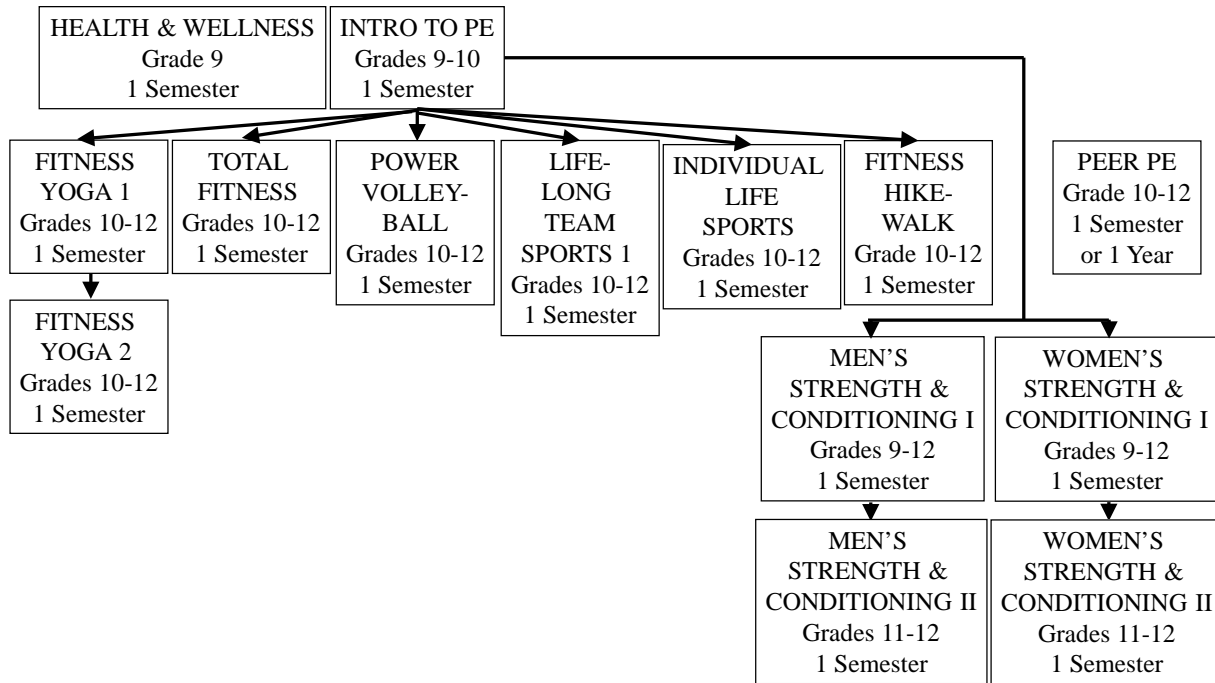 HEALTH & WELLNESS
Grade 9
1 Semester
INTRO TO PE
Grades 9-10
1 Semester
FITNESS
YOGA 1
Grades 10-12
1 Semester
TOTAL
FITNESS
Grades 10-12
1 Semester
POWER
VOLLEY-
BALL
Grades 10-12
1 Semester
LIFE-
LONG
TEAM
SPORTS 1
Grades 10-12
1 Semester
INDIVIDUAL
LIFE
SPORTS
Grades 10-12
1 Semester
FITNESS
HIKE-
WALK
Grade 10-12
1 Semester
PEER PE
Grade 10-12
1 Semester
or 1 Year
FITNESS
YOGA 2
Grades 10-12
1 Semester
MEN’S
STRENGTH &
CONDITIONING I
Grades 9-12
1 Semester
WOMEN’S
STRENGTH &
CONDITIONING I
Grades 9-12
1 Semester
MEN’S
STRENGTH &
CONDITIONING II
Grades 11-12
1 Semester
WOMEN’S
STRENGTH &
CONDITIONING II
Grades 11-12
1 Semester